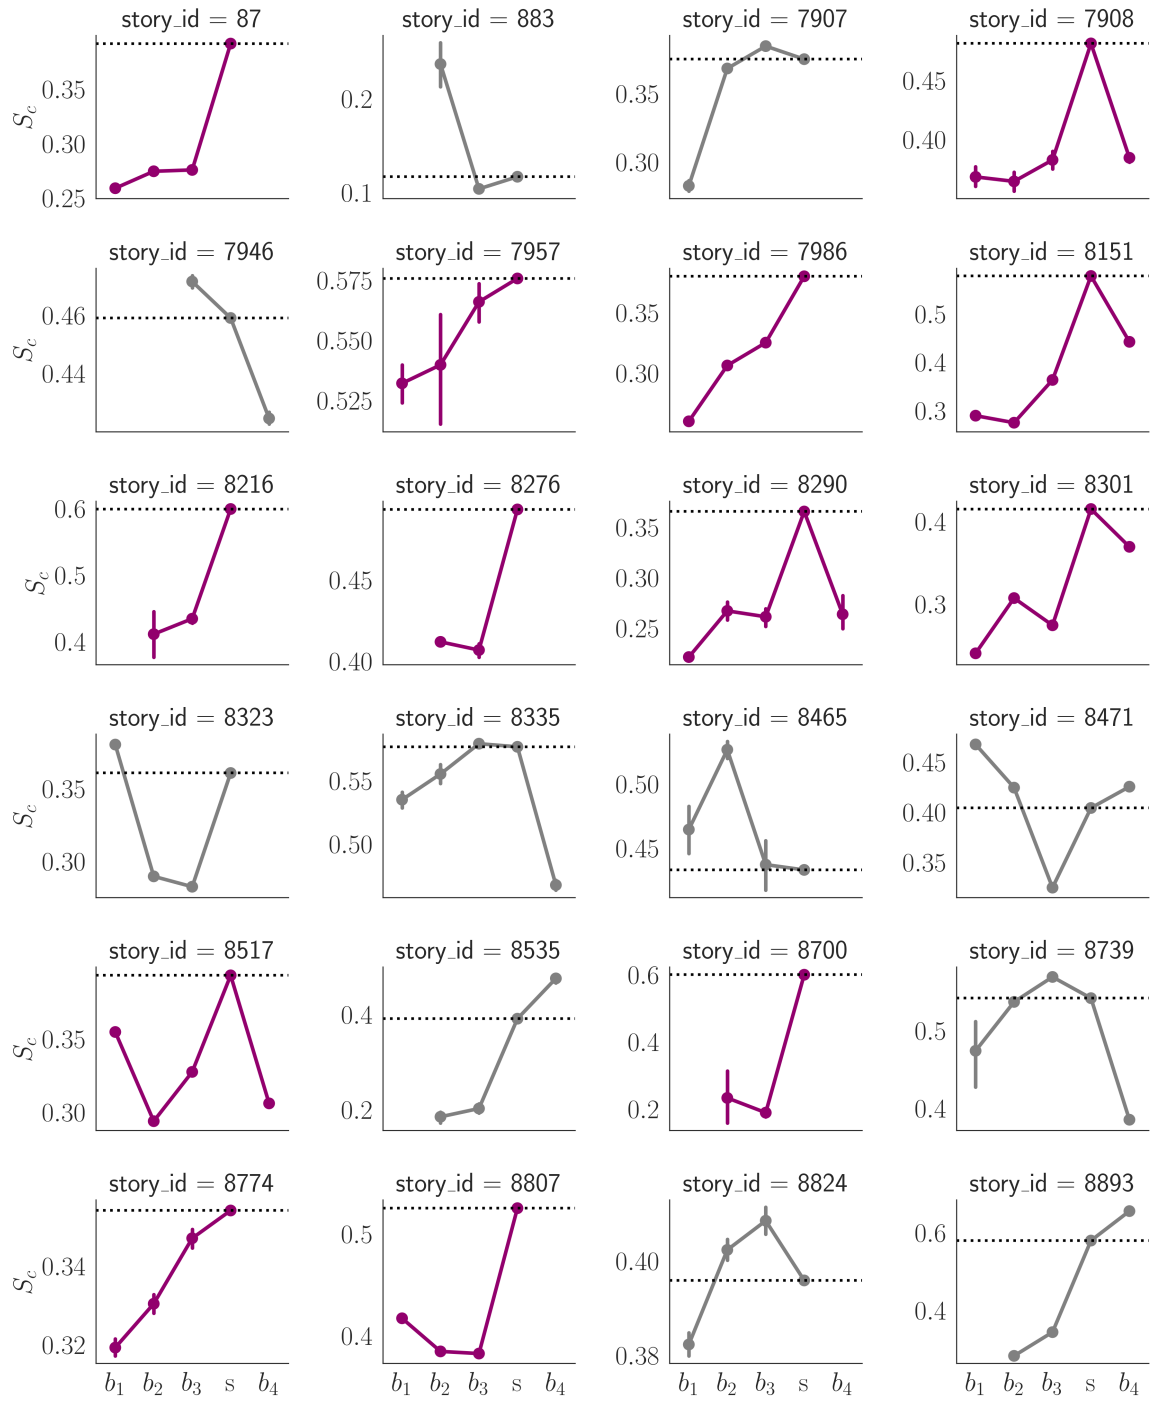 story_id = 87
story_id = 883
story_id = 7907
story_id = 7908
S_c
0.35
0.30
0.25
0.2
0.1
0.35
0.30
0.45
0.40
story_id = 7946
story_id = 7957
story_id = 7986
story_id = 8151
S_c
0.46
0.44
0.575
0.550
0.525
0.35
0.30
0.5
0.4
0.3
story_id = 8216
story_id = 8276
story_id = 8290
story_id = 8301
S_c
0.6
0.5
0.4
0.45
0.40
0.35
0.30
0.25
0.4
0.3
story_id = 8323
story_id = 8335
story_id = 8465
story_id = 8471
S_c
0.35
0.30
0.55
0.50
0.50
0.45
0.45
0.40
0.35
story_id = 8517
story_id = 8535
story_id = 8700
story_id = 8739
S_c
0.35
0.30
0.4
0.2
0.6
0.4
0.2
0.5
0.4
story_id = 8774
story_id = 8807
story_id = 8824
story_id = 8893
S_c
0.34
0.32
0.5
0.4
0.40
0.38
0.6
0.4
b_1 b_2 b_3 s b_4
b_1 b_2 b_3 s b_4
b_1 b_2 b_3 s b_4
b_1 b_2 b_3 s b_4